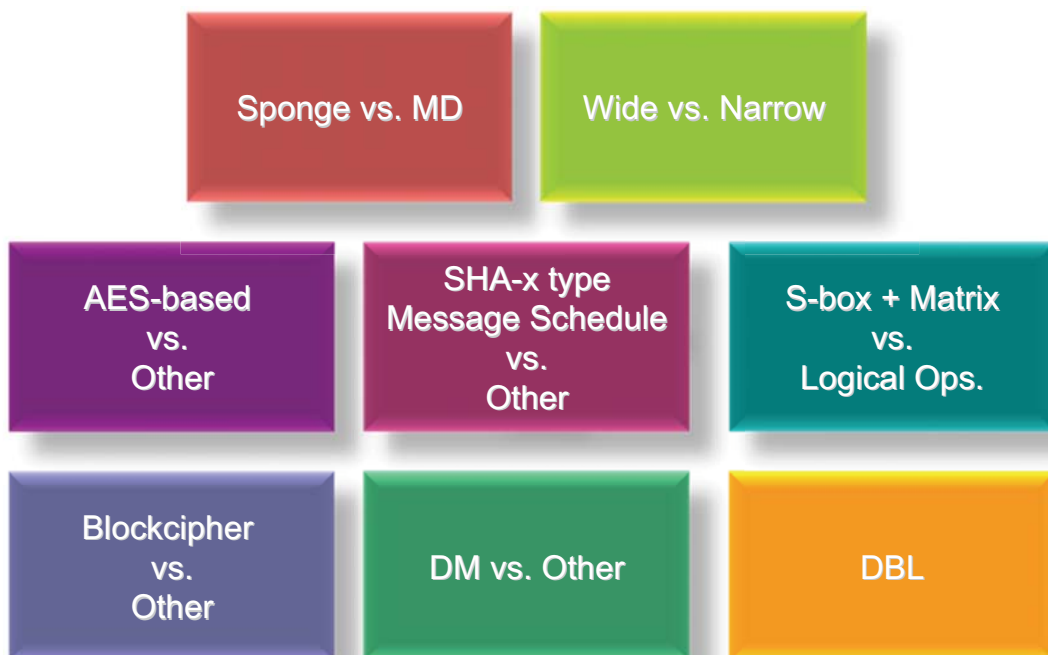 Sponge vs. MD
Wide vs. Narrow
AES-based
vs.
Other
SHA-x type
Message Schedule
vs.
Other
S-box + Matrix
vs.
Logical Ops.
Blockcipher
vs.
Other
DM vs. Other
DBL